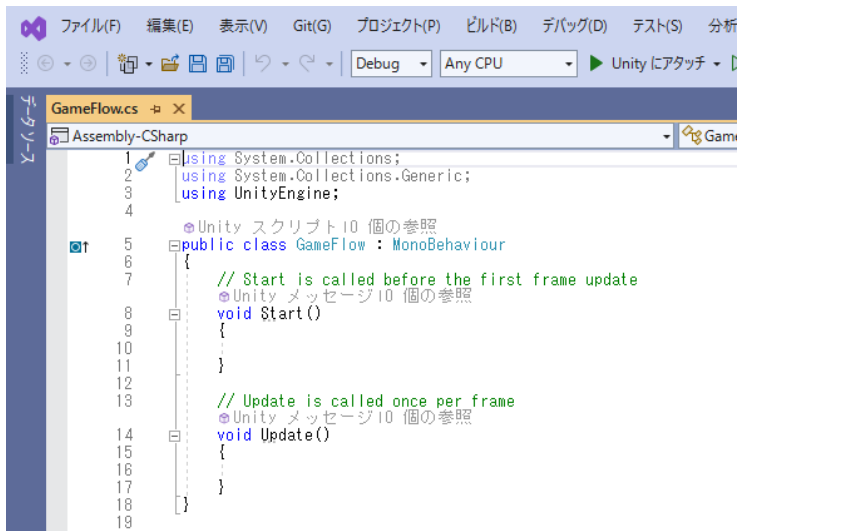 ファイル(F) 編集(E) 表示(V) Git(G) プロジェクト(P) ビルド(B) デバッグ(D) テスト(S) 分析
Debug Any CPU Unity にアタッチ
データ ソース
GameFlow.cs
Assembly-CSharp Game
1 using System.Collections;
2 using System.Collections.Generic;
3 using UnityEngine;
4
Unity スクリプト|0 個の参照
5 public class GameFlow : MonoBehaviour
6 {
7 // Start is called before the first frame update
Unity メッセージ|0 個の参照
8 void Start()
9 {
10
11 }
12
13 // Update is called once per frame
Unity メッセージ|0 個の参照
14 void Update()
15 {
16
17 }
18 }
19